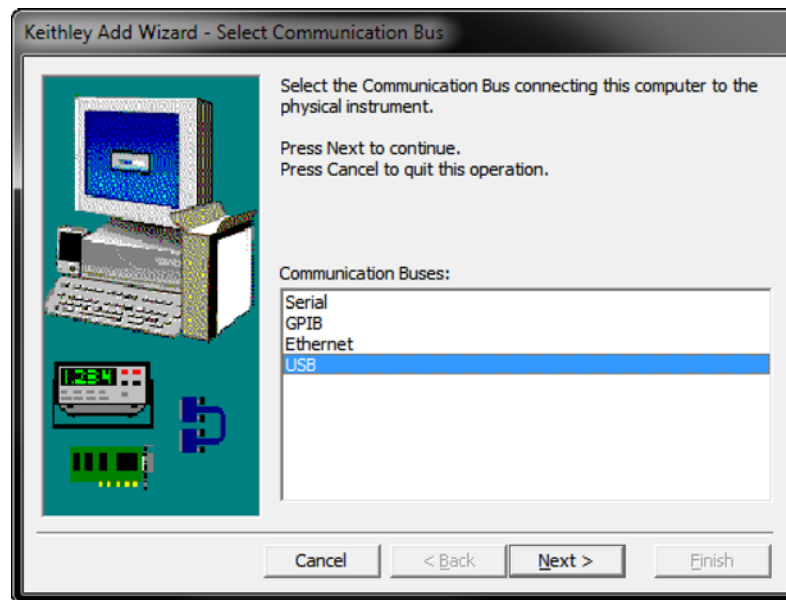 Keithley Add Wizard - Select Communication Bus
Select the Communication Bus connecting this computer to the
physical instrument.
Press Next to continue.
Press Cancel to quit this operation.
Communication Buses:
Serial
GPIB
Ethernet
USB
1.234
Cancel
< Back
Next >
Finish